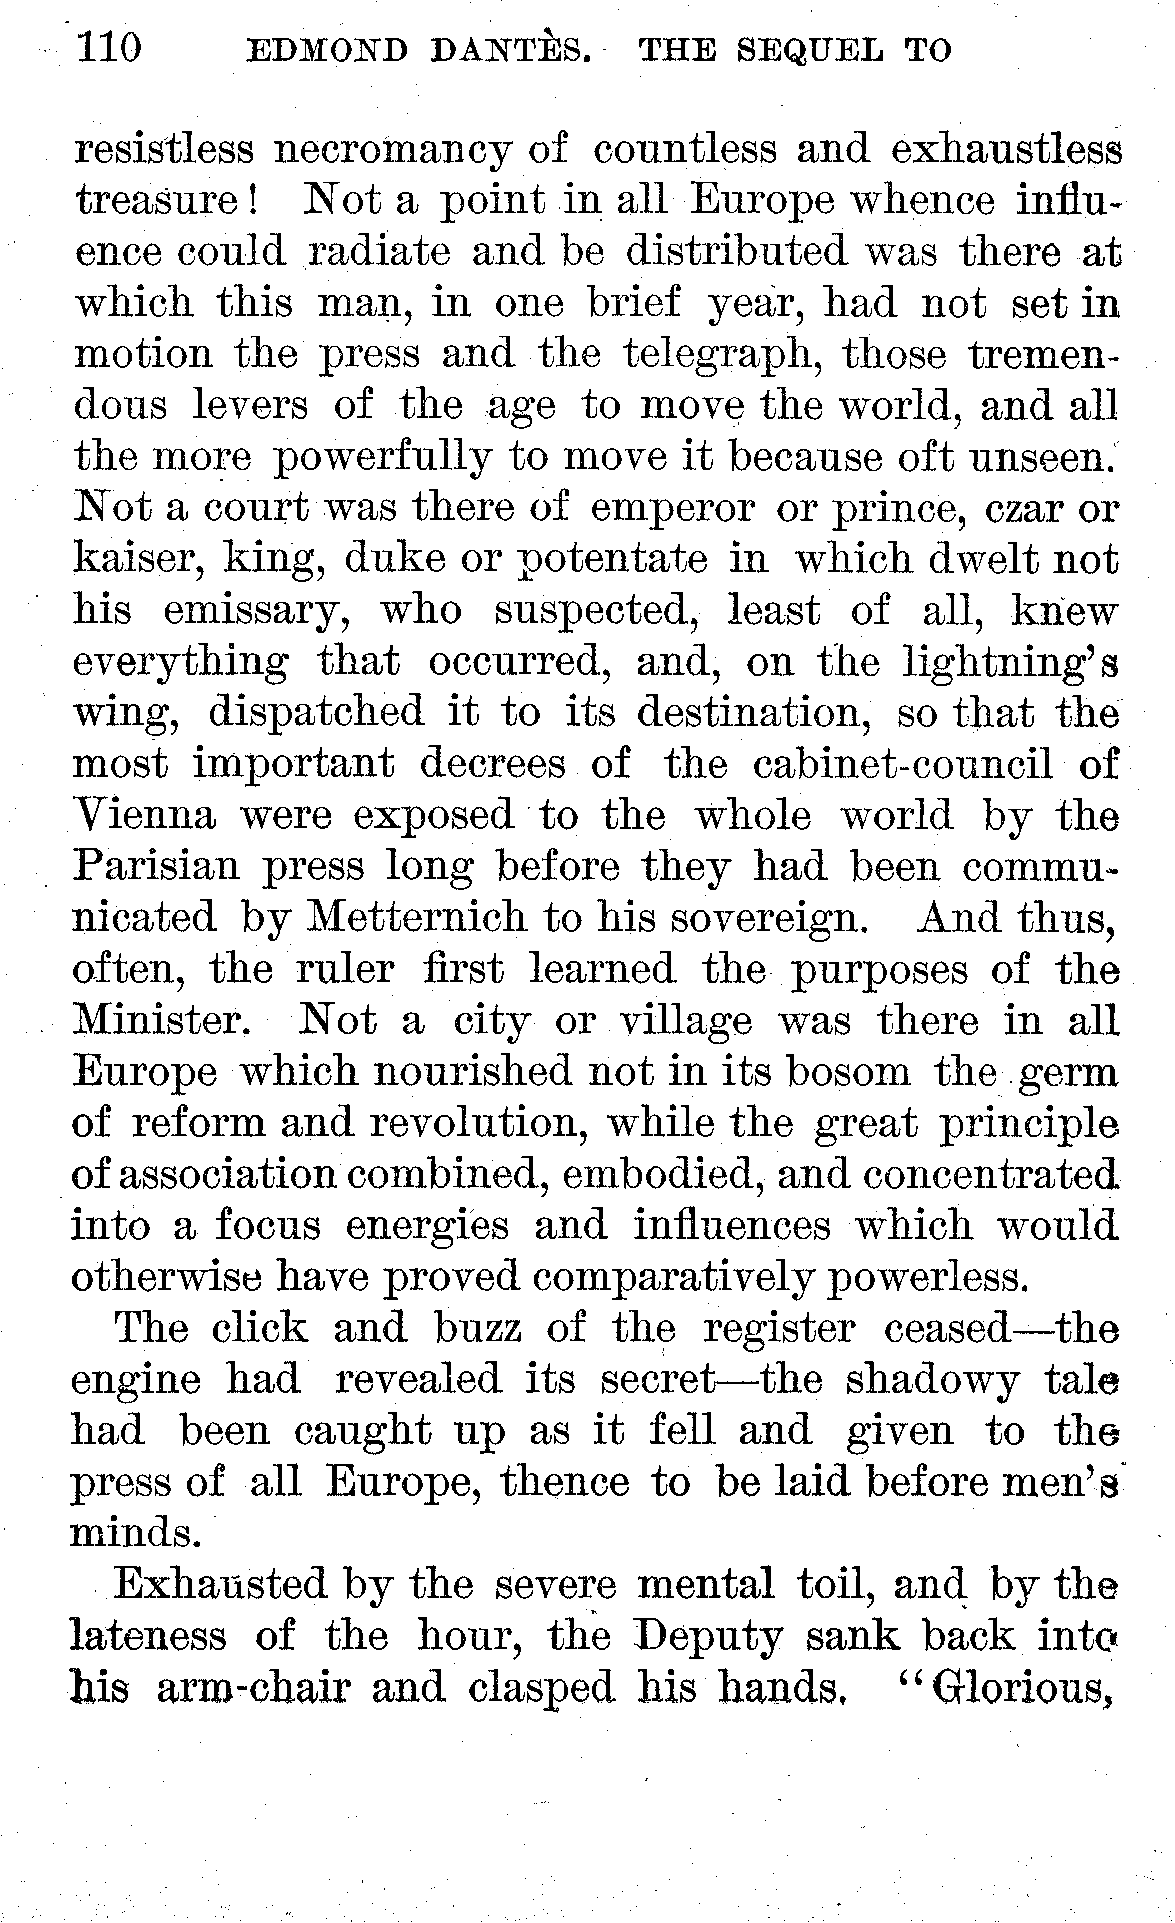 110 EDMOND DANTÈS. THE SEQUEL TO
resistless necromancy of countless and exhaustless
treasure! Not a point in all Europe whence influ-
ence could radiate and be distributed was there at
which this man, in one brief year, had not set in
motion the press and the telegraph, those tremen-
dous levers of the age to move the world, and all
the more powerfully to move it because oft unseen.
Not a court was there of emperor or prince, czar or
kaiser, king, duke or potentate in which dwelt not
his emissary, who suspected, least of all, knew
everything that occurred, and, on the lightning's
wing, dispatched it to its destination, so that the
most important decrees of the cabinet-council of
Vienna were exposed to the whole world by the
Parisian press long before they had been commu-
nicated by Metternich to his sovereign. And thus,
often, the ruler first learned the purposes of the
Minister. Not a city or village was there in all
Europe which nourished not in its bosom the germ
of reform and revolution, while the great principle
of association combined, embodied, and concentrated
into a focus energies and influences which would
otherwise have proved comparatively powerless.
The click and buzz of the register ceased—the
engine had revealed its secret—the shadowy tale
had been caught up as it fell and given to the
press of all Europe, thence to be laid before men's
minds.
Exhausted by the severe mental toil, and by the
lateness of the hour, the Deputy sank back into
his arm-chair and clasped his hands. "Glorious,